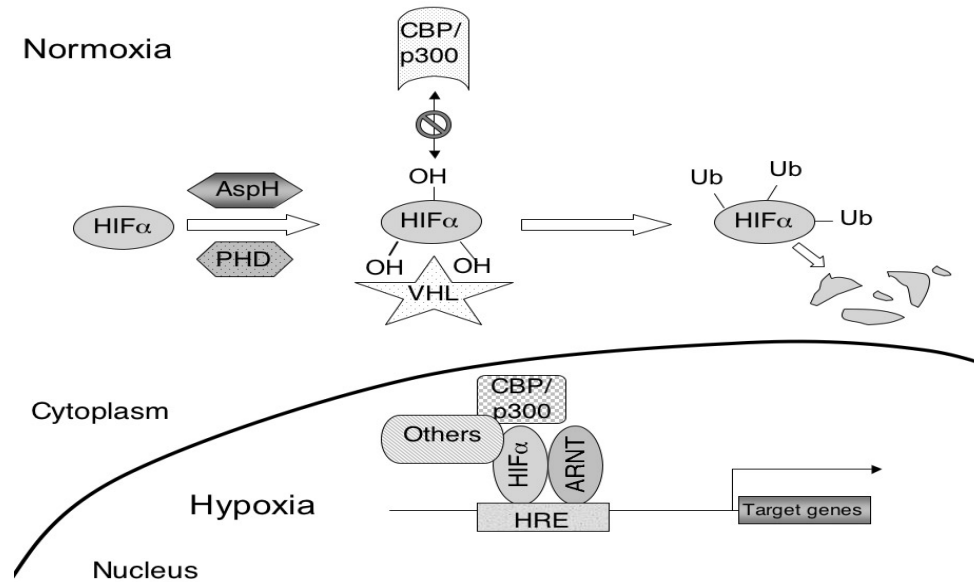 Normoxia
CBP/
p300
AspH
HIFα
PHD
OH
HIFα
OH
OH
VHL
Ub
Ub
HIFα
Ub
Cytoplasm
CBP/
p300
Others
HIFα
ARNT
Hypoxia
HRE
Target genes
Nucleus